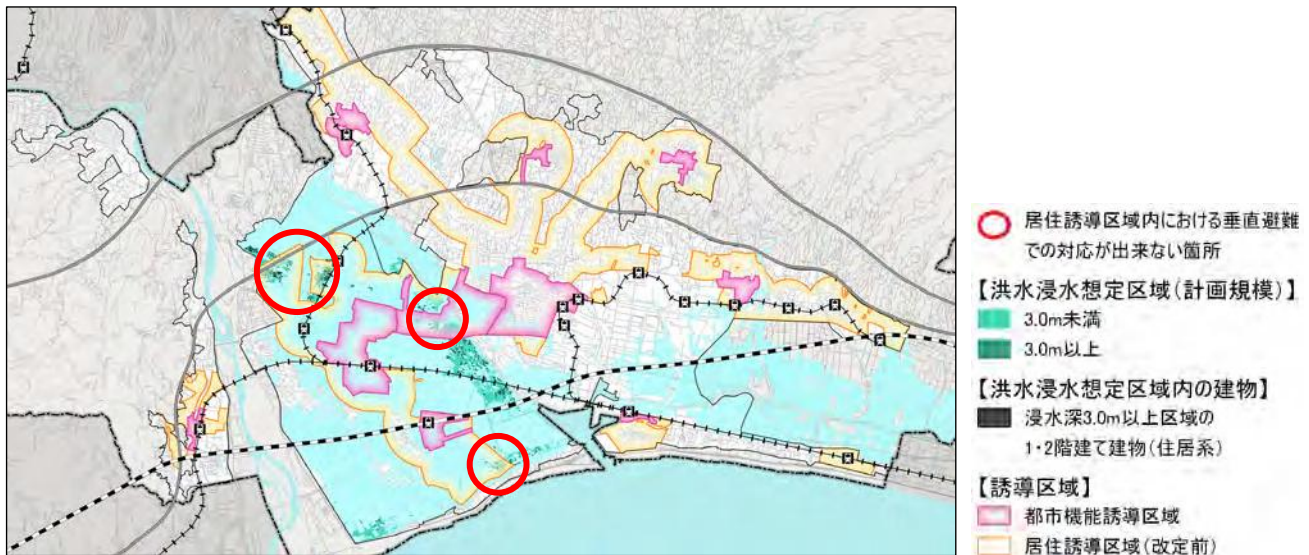 居住誘導区域内における垂直避難
での対応が出来ない箇所
【洪水浸水想定区域(計画規模)】
3.0m未満
3.0m以上
【洪水浸水想定区域内の建物】
浸水深3.0m以上区域の
1・2階建て建物(住居系)
【誘導区域】
都市機能誘導区域
居住誘導区域(改定前)